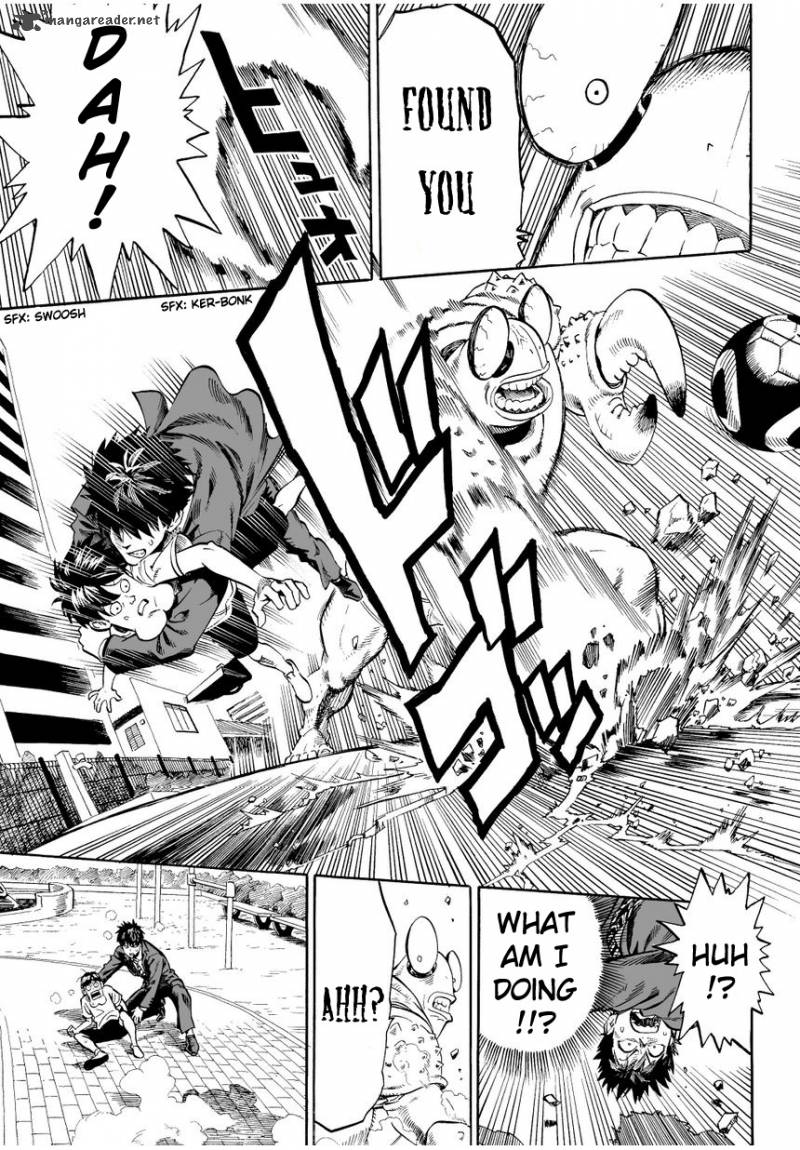 mangareader.net
FOUND
YOU
ヒュオ
DAH!
SFX: SWOOSH
SFX: KER-BONK
ドゴッ
HUH
!?
WHAT
AM I
DOING
!!?
AHH?